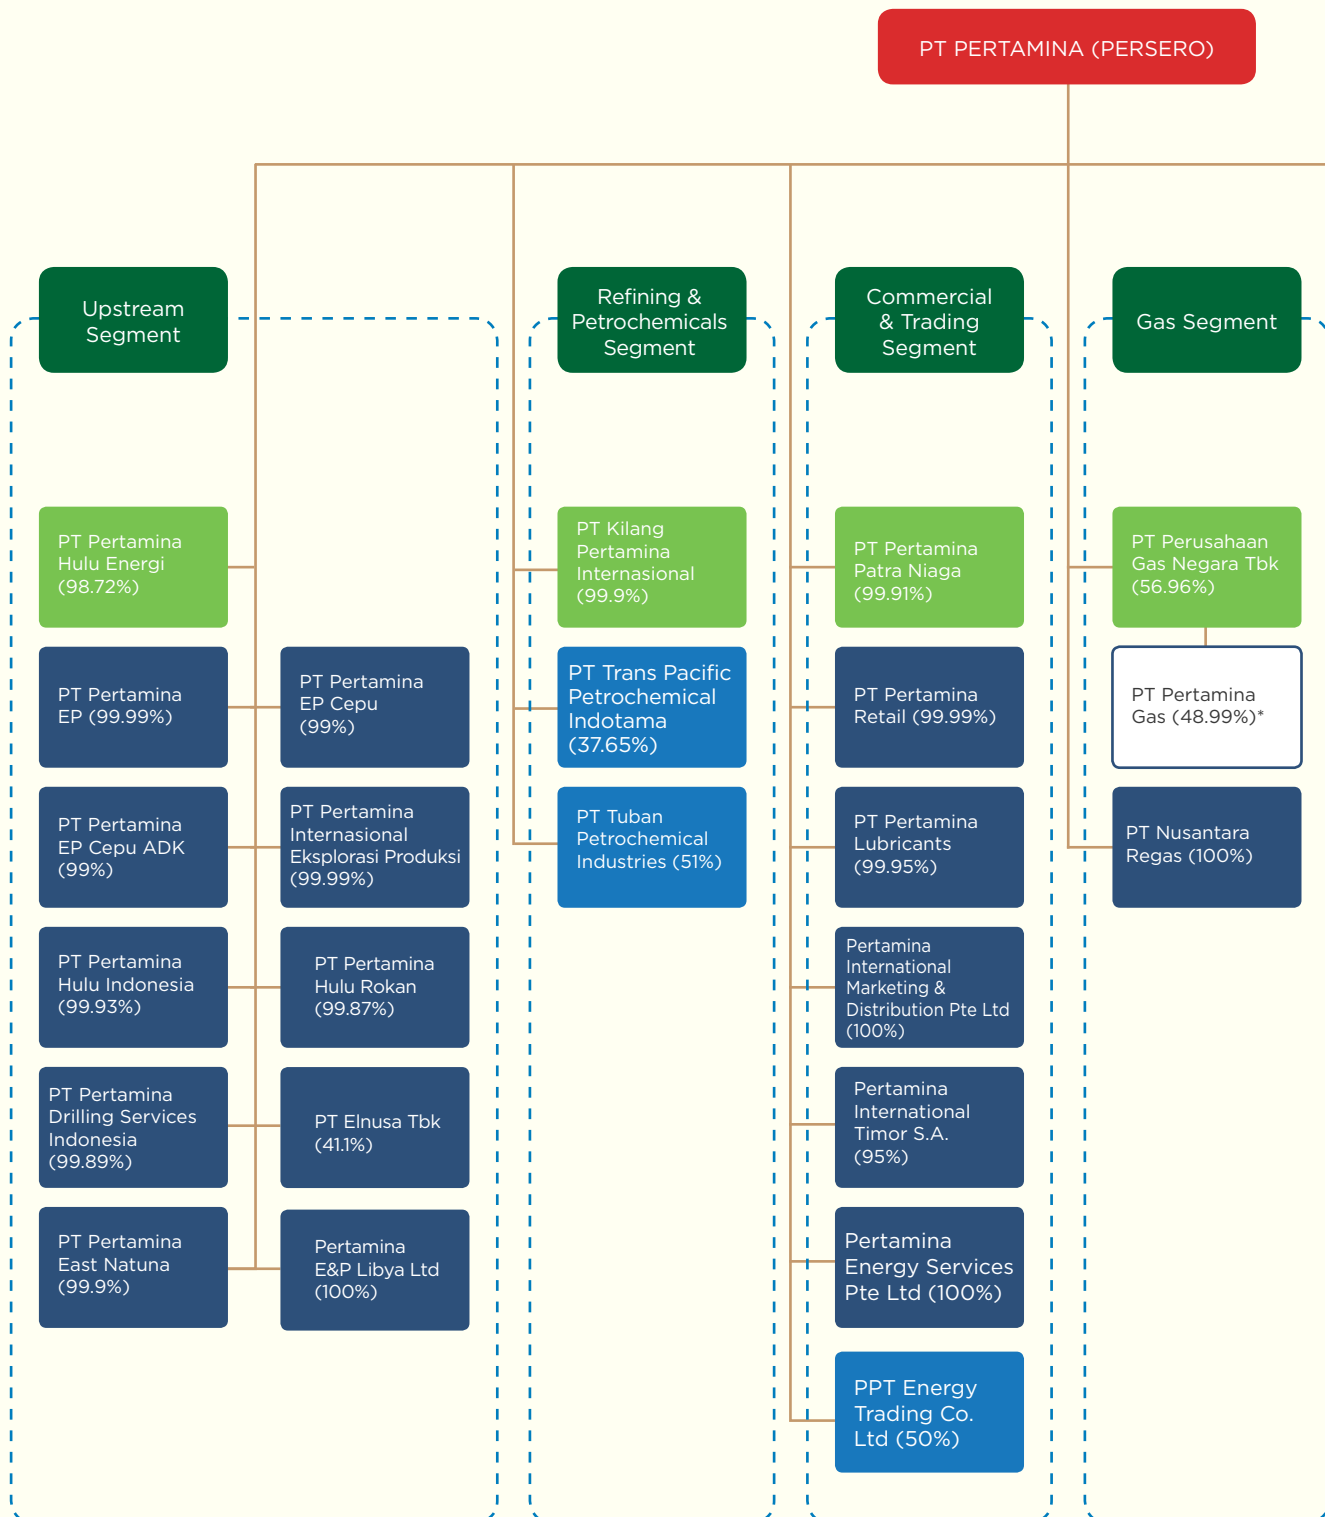 PT PERTAMINA (PERSERO)
Upstream
Segment
Refining &
Petrochemicals
Segment
Commercial
& Trading
Segment
Gas Segment
PT Pertamina
Hulu Energi
(98.72%)
PT Pertamina
EP (99.99%)
PT Pertamina
EP Cepu
(99%)
PT Pertamina
EP Cepu ADK
(99%)
PT Pertamina
Internasional
Eksplorasi Produksi
(99.99%)
PT Pertamina
Hulu Indonesia
(99.93%)
PT Pertamina
Hulu Rokan
(99.87%)
PT Pertamina
Drilling Services
Indonesia
(99.89%)
PT Elnusa Tbk
(41.1%)
PT Pertamina
East Natuna
(99.9%)
Pertamina
E&P Libya Ltd
(100%)
PT Kilang
Pertamina
Internasional
(99.9%)
PT Trans Pacific
Petrochemical
Indotama
(37.65%)
PT Tuban
Petrochemical
Industries (51%)
PT Pertamina
Patra Niaga
(99.91%)
PT Pertamina
Retail (99.99%)
PT Pertamina
Lubricants
(99.95%)
Pertamina
International
Marketing &
Distribution Pte Ltd
(100%)
Pertamina
International
Timor S.A.
(95%)
Pertamina
Energy Services
Pte Ltd (100%)
PPT Energy
Trading Co.
Ltd (50%)
PT Perusahaan
Gas Negara Tbk
(56.96%)
PT Pertamina
Gas (48.99%)*
PT Nusantara
Regas (100%)